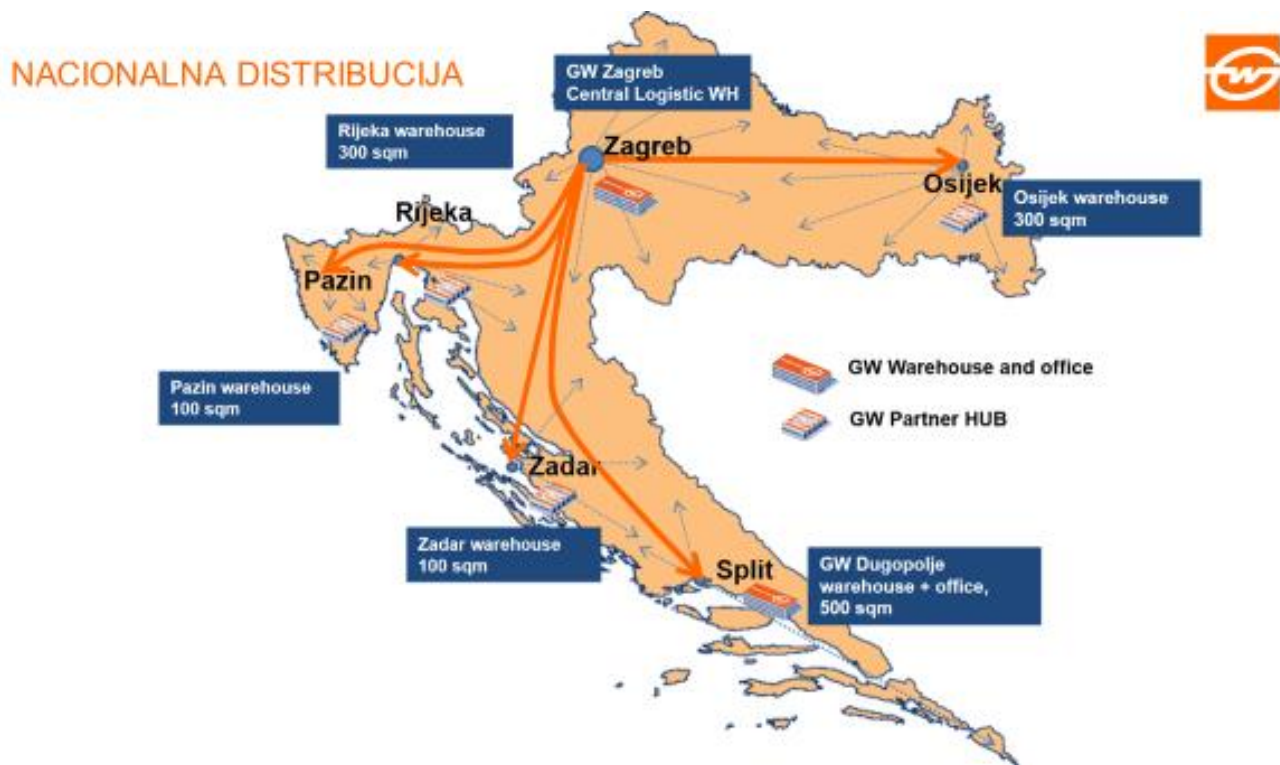 NACIONALNA DISTRIBUCIJA
GW Zagreb
Central Logistic WH
Rijeka warehouse
300 sqm
Zagreb
Osijek
Osijek warehouse
300 sqm
Rijeka
Pazin
Pazin warehouse
100 sqm
GW Warehouse and office
GW Partner HUB
Zadar
Zadar warehouse
100 sqm
Split
GW Dugopolje
warehouse + office,
500 sqm